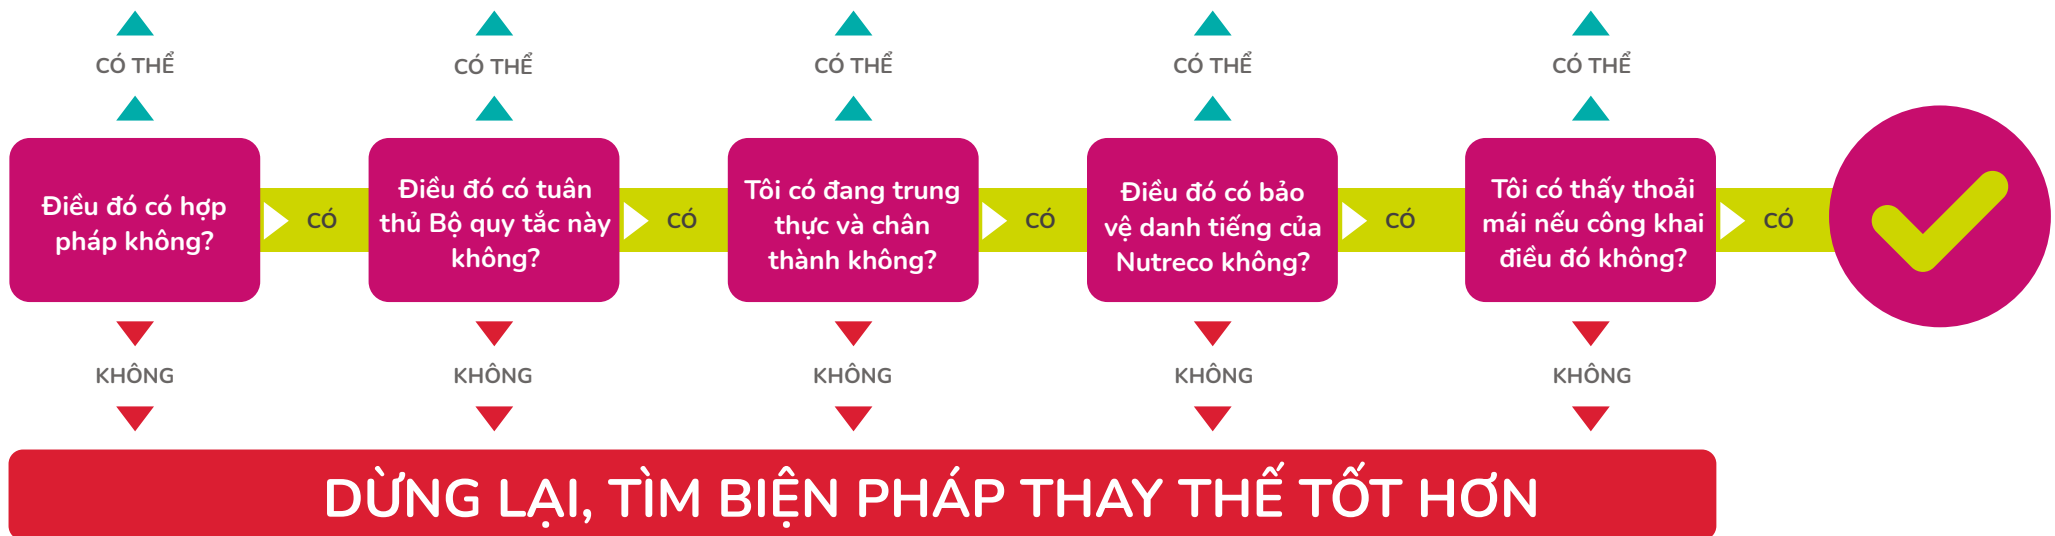 CÓ THỂ
CÓ THỂ
CÓ THỂ
CÓ THỂ
CÓ THỂ
Điều đó có hợp
pháp không?
CÓ
Điều đó có tuân
thủ Bộ quy tắc này
không?
CÓ
Tôi có đang trung
thực và chân
thành không?
CÓ
Điều đó có bảo
vệ danh tiếng của
Nutreco không?
CÓ
Tôi có thấy thoải
mái nếu công khai
điều đó không?
CÓ
KHÔNG
KHÔNG
KHÔNG
KHÔNG
KHÔNG
DỪNG LẠI, TÌM BIỆN PHÁP THAY THẾ TỐT HƠN